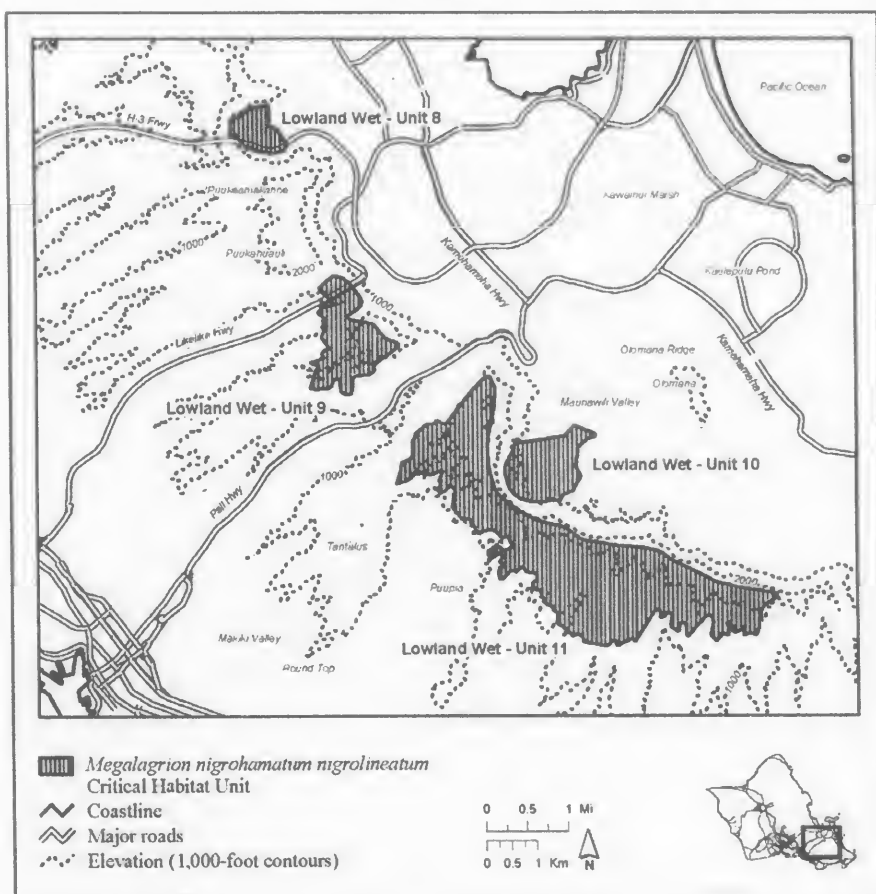 Pacific Ocean
H-3 Frwy
Lowland Wet - Unit 8
Kawainui Marsh
1000
2000
Kamehameha Hwy
Kaelepulu Pond
1000
Likelike Hwy
Olomana Ridge
Olomana
Kamehameha Hwy
Maunawili Valley
Lowland Wet - Unit 9
Lowland Wet - Unit 10
1000
Pali Hwy
Tantalus
2000
Puupia
Makiki Valley
Lowland Wet - Unit 11
Round Top
1000
Megalagrion nigrohamatum nigrolineatum
Critical Habitat Unit
Coastline
Major roads
Elevation (1,000-foot contours)
0 0.5 1 Mi
0 0.5 1 Km
N